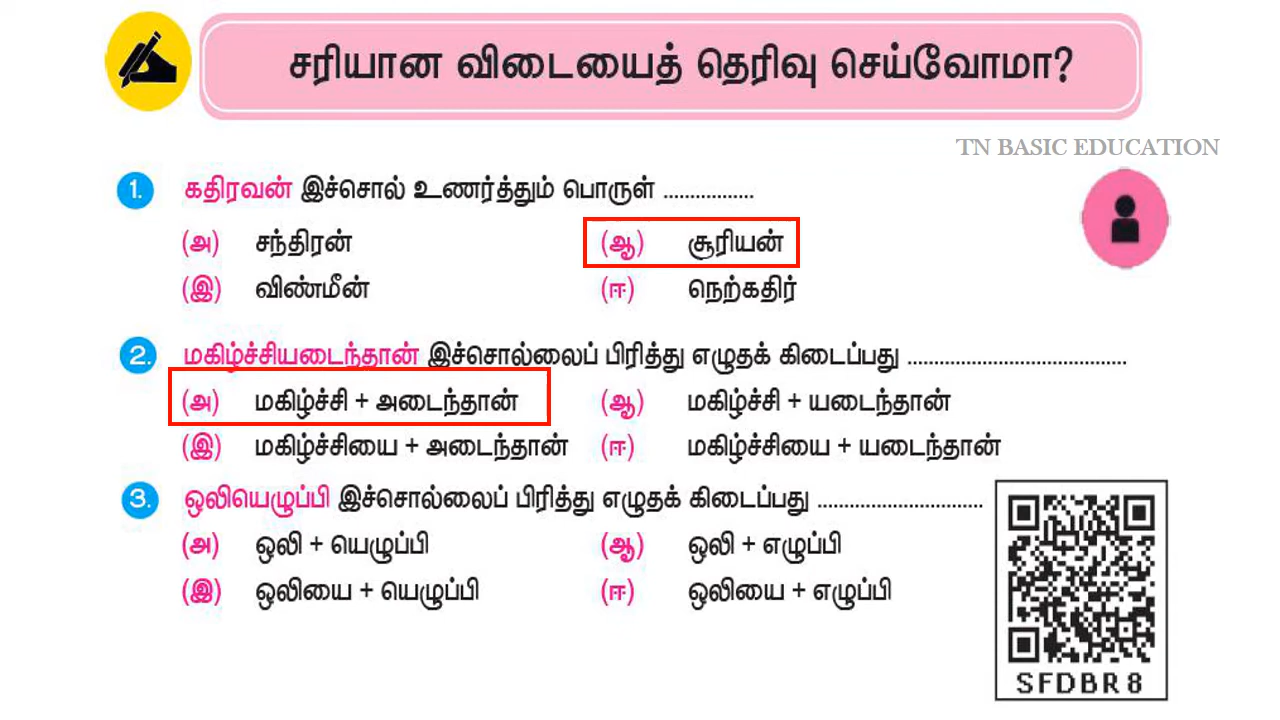 சரியான விடையைத் தெரிவு செய்வோமா?
TN BASIC EDUCATION
1. கதிரவன் இச்சொல் உணர்த்தும் பொருள் .................
(அ) சந்திரன் (ஆ) சூரியன்
(இ) விண்மீன் (ஈ) நெற்கதிர்
2. மகிழ்ச்சியடைந்தான் இச்சொல்லைப் பிரித்து எழுதக் கிடைப்பது .........................................
(அ) மகிழ்ச்சி + அடைந்தான் (ஆ) மகிழ்ச்சி + யடைந்தான்
(இ) மகிழ்ச்சியை + அடைந்தான் (ஈ) மகிழ்ச்சியை + யடைந்தான்
3. ஒலியெழுப்பி இச்சொல்லைப் பிரித்து எழுதக் கிடைப்பது ...............................
(அ) ஒலி + யெழுப்பி (ஆ) ஒலி + எழுப்பி
(இ) ஒலியை + யெழுப்பி (ஈ) ஒலியை + எழுப்பி
SFDBR8